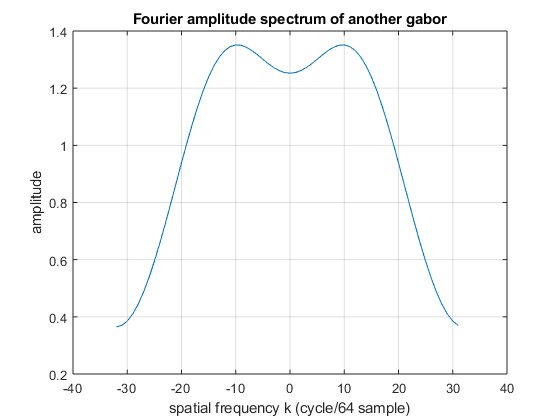 Fourier amplitude spectrum of another gabor
1.4
1.2
1
0.8
0.6
0.4
0.2
amplitude
-40 -30 -20 -10 0 10 20 30 40
spatial frequency k (cycle/64 sample)